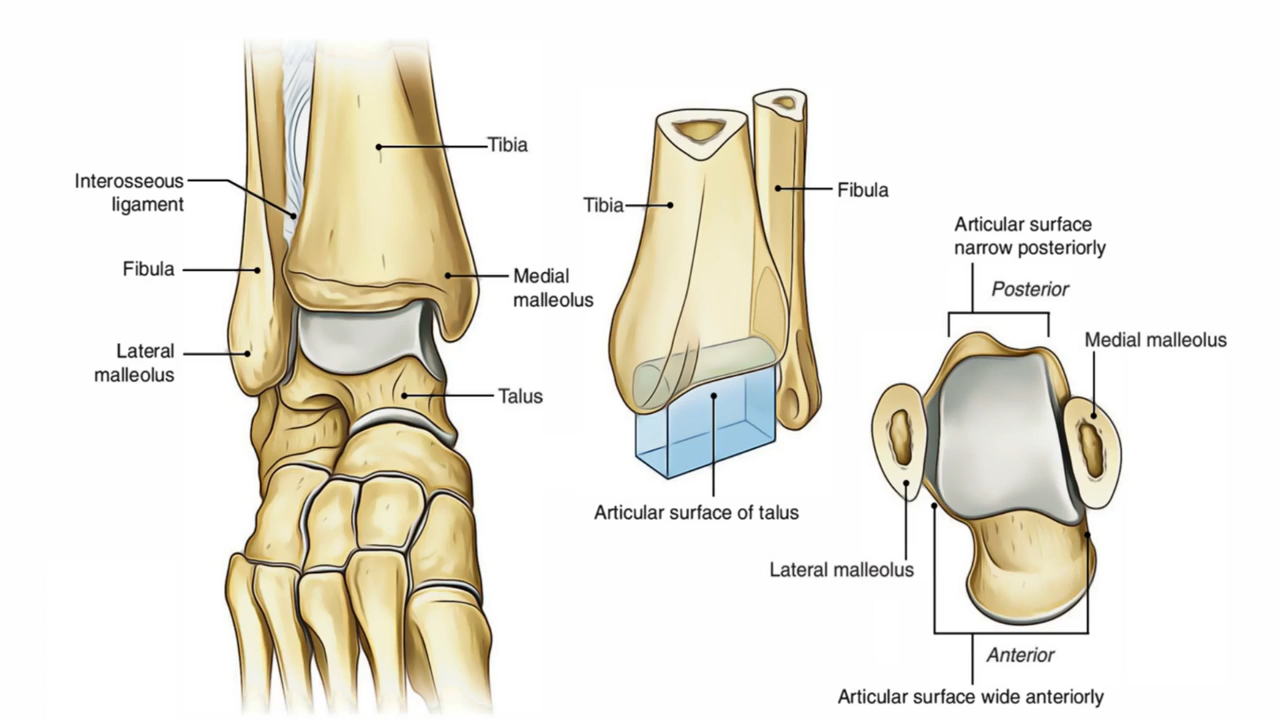 Tibia
Interosseous
ligament
Fibula
Medial
malleolus
Lateral
malleolus
Talus
Tibia
Fibula
Articular surface of talus
Articular surface
narrow posteriorly
Posterior
Medial malleolus
Lateral malleolus
Anterior
Articular surface wide anteriorly